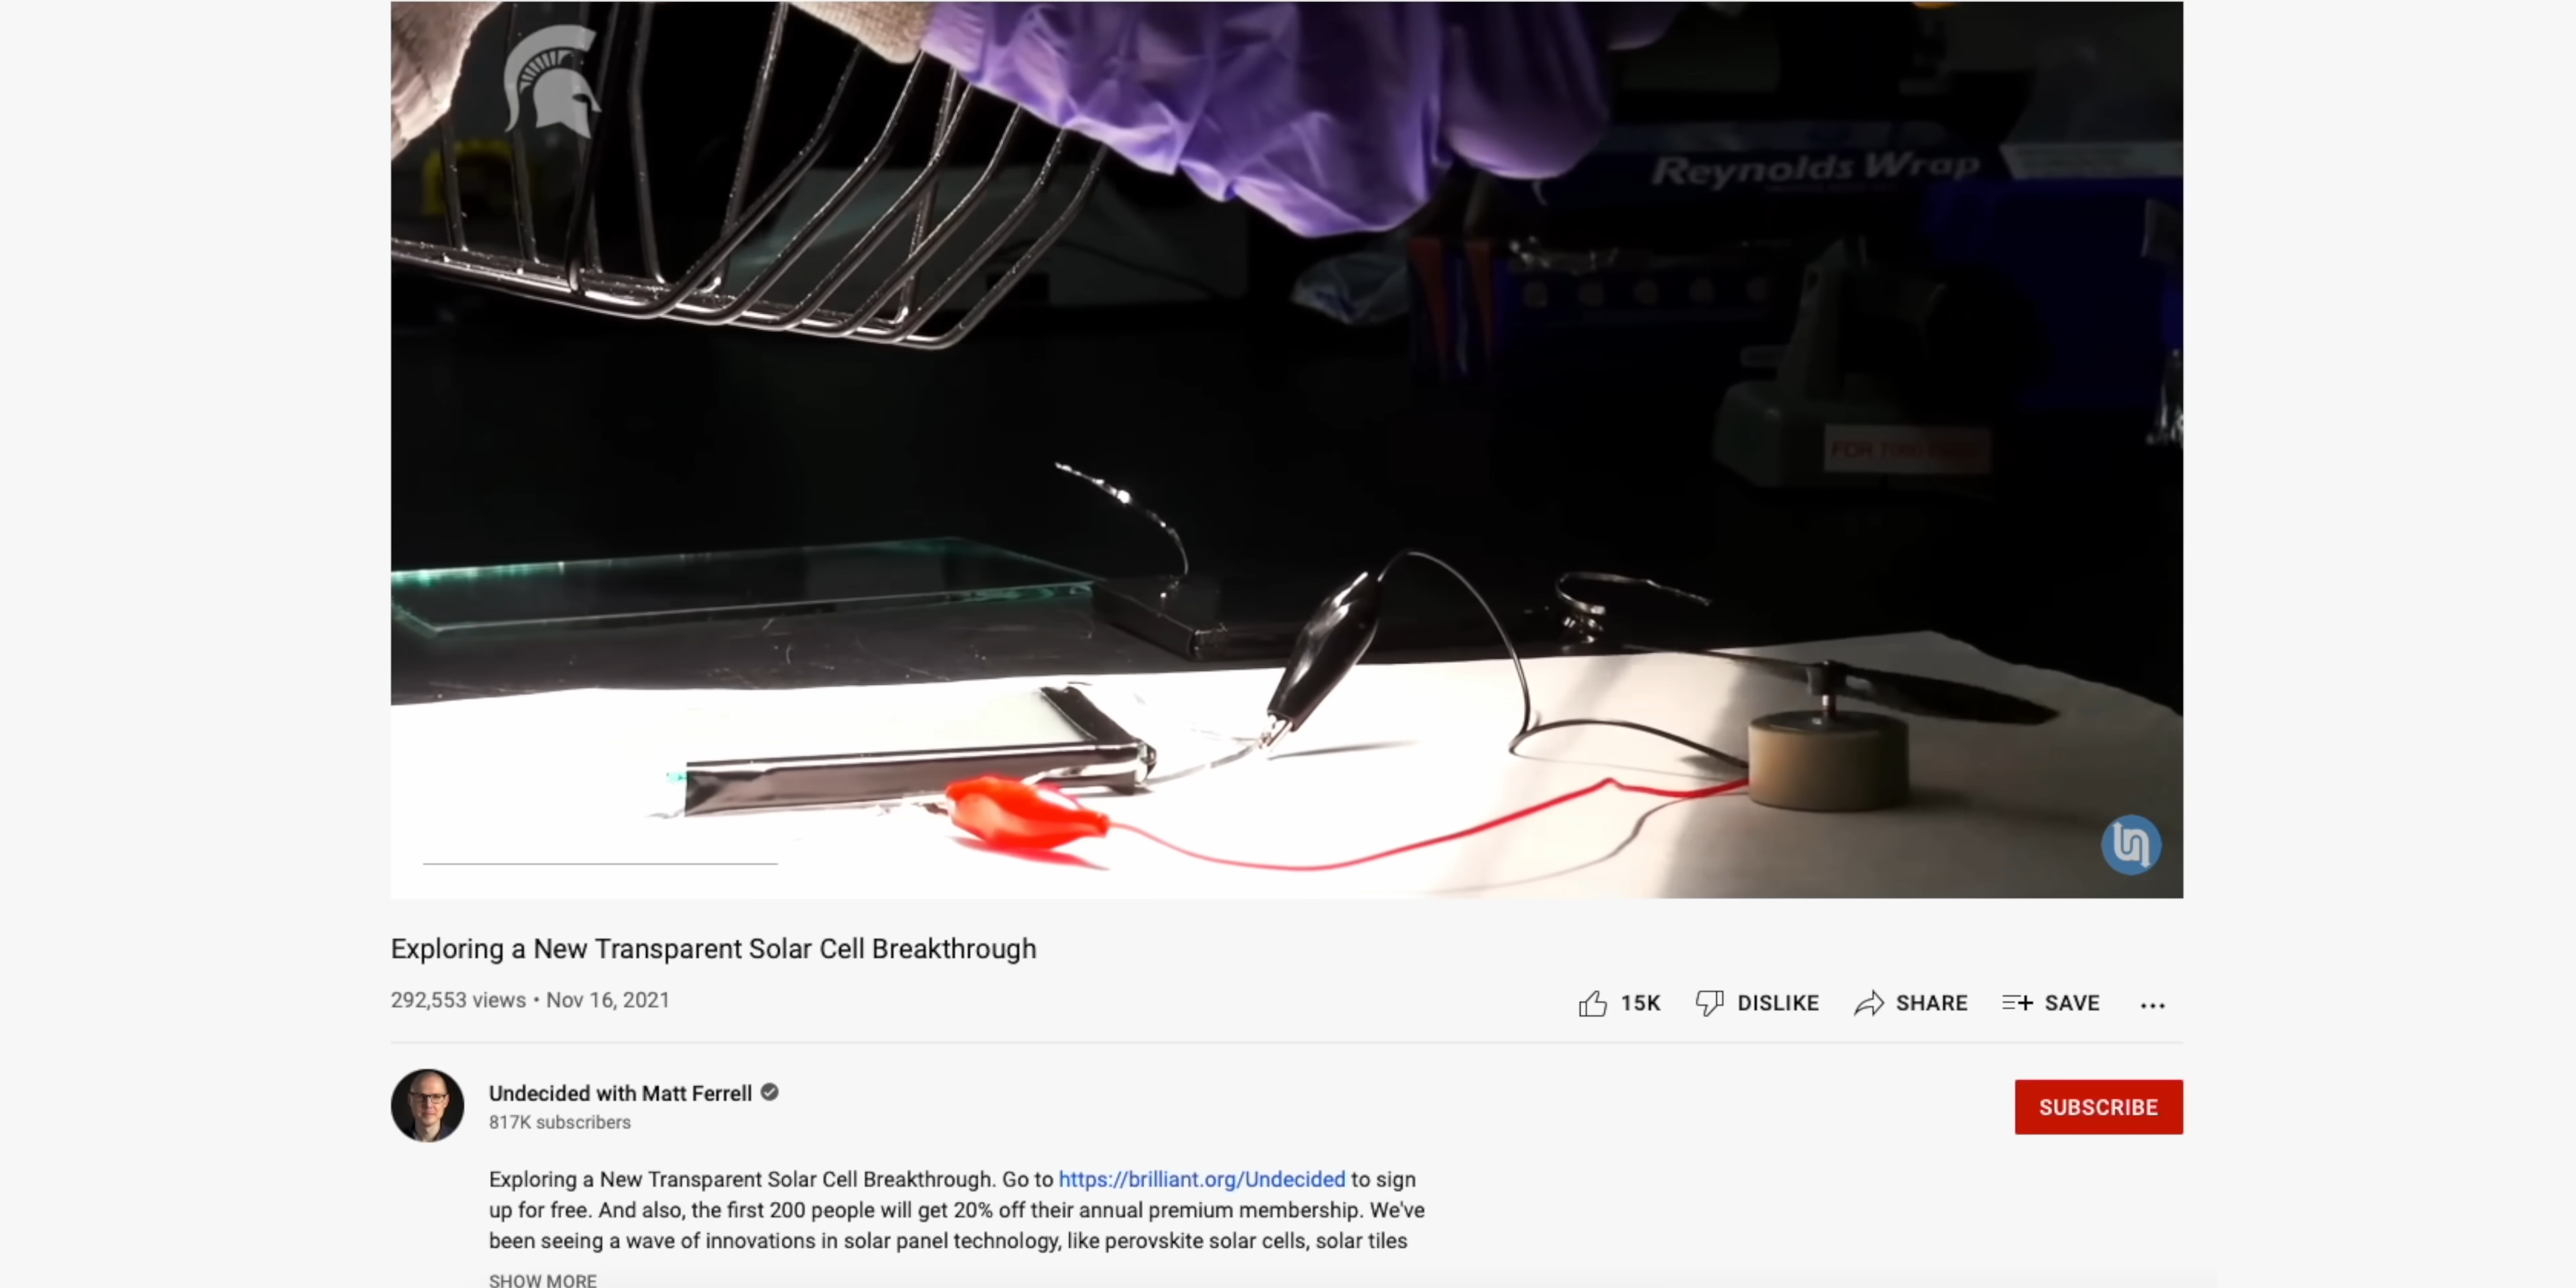 Reynolds Wrap
FOR
Exploring a New Transparent Solar Cell Breakthrough
292,553 views • Nov 16, 2021
15K
DISLIKE
SHARE
SAVE
Undecided with Matt Ferrell
817K subscribers
SUBSCRIBE
Exploring a New Transparent Solar Cell Breakthrough. Go to https://brilliant.org/Undecided to sign
up for free. And also, the first 200 people will get 20% off their annual premium membership. We've
been seeing a wave of innovations in solar panel technology, like perovskite solar cells, solar tiles
SHOW MORE